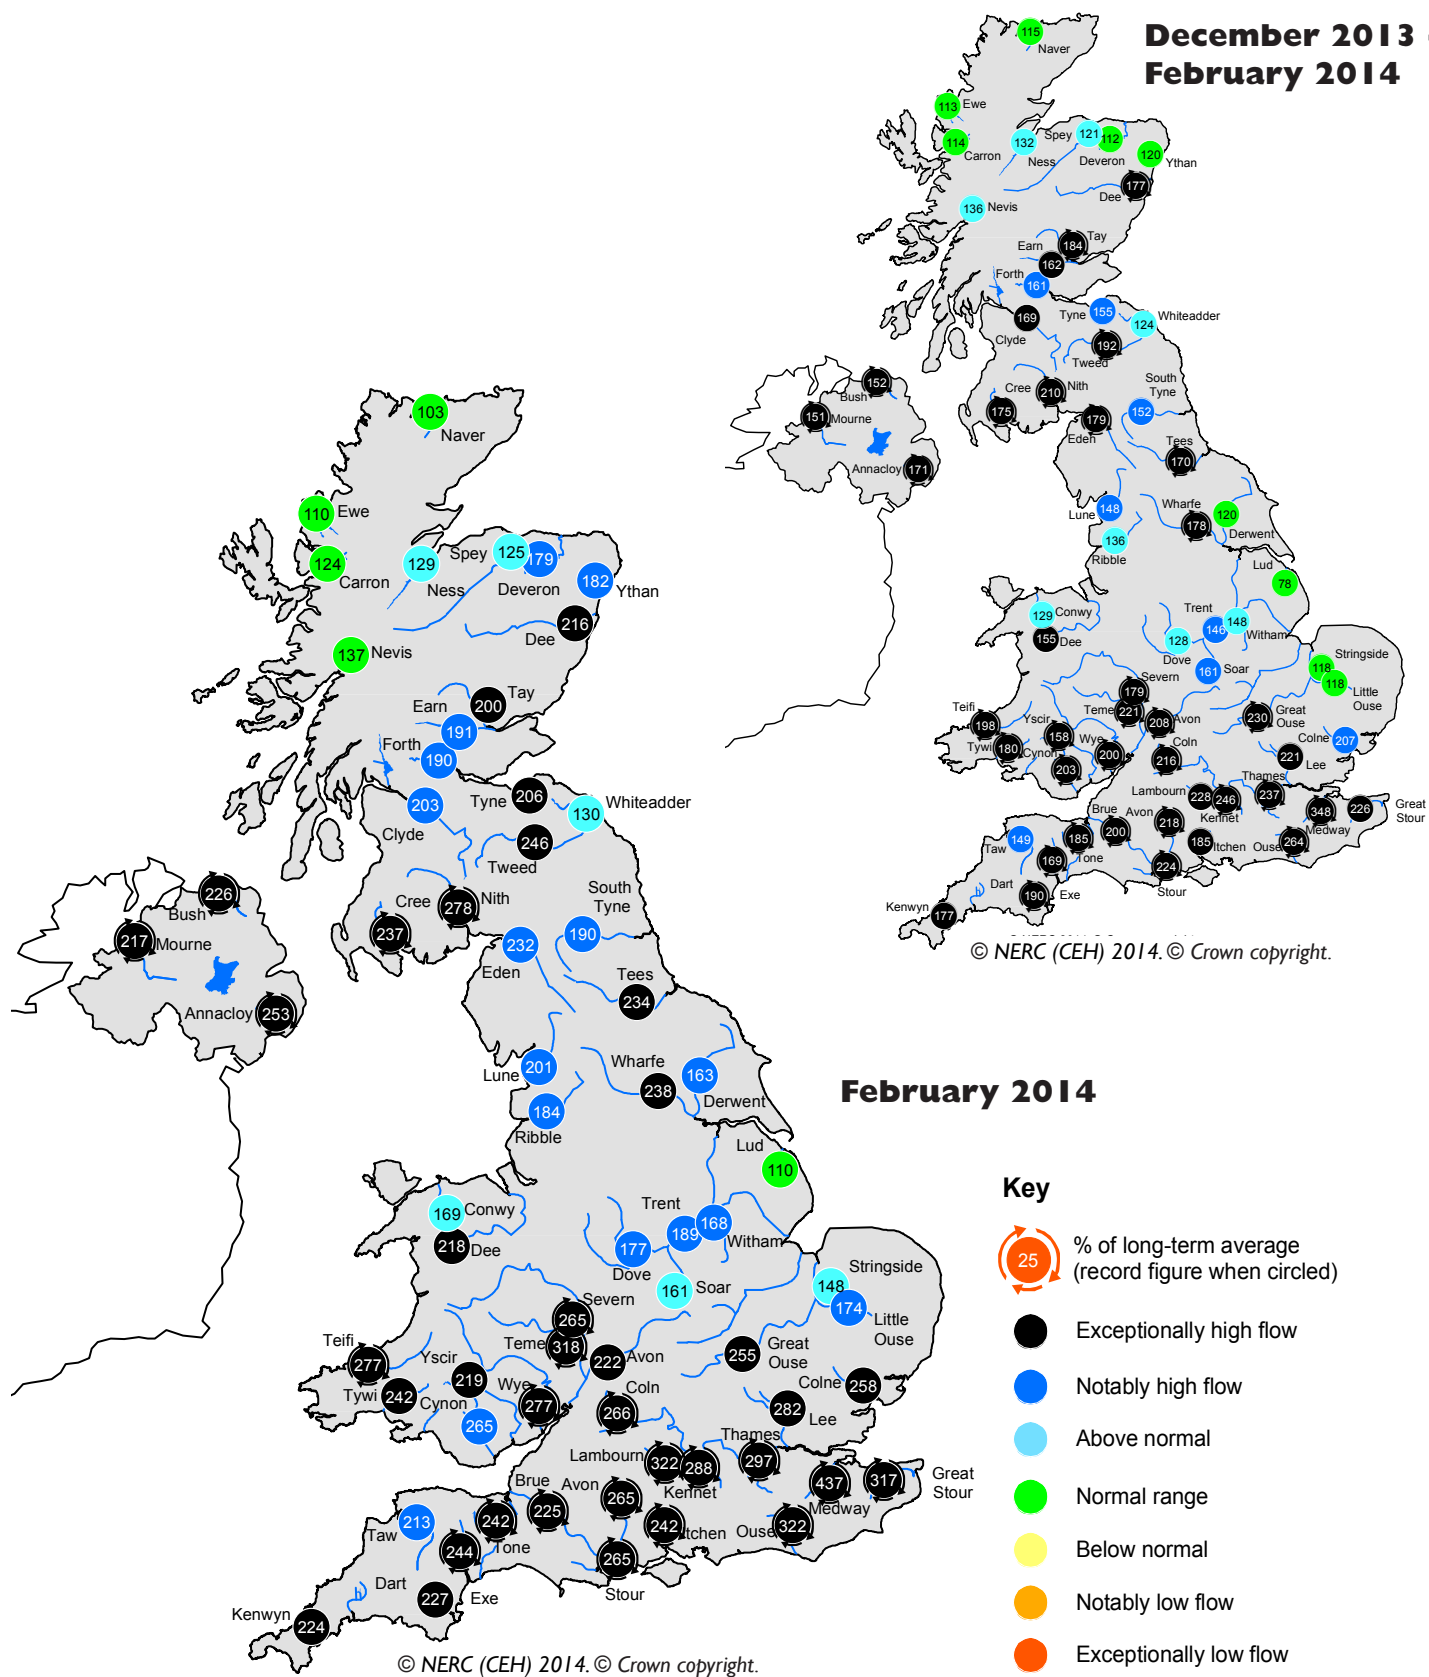 December 2013 -
February 2014
115
Naver
113
Ewe
114
Carron
132
Ness
Spey
121
112
Deveron
120
Ythan
177
Dee
136
Nevis
Earn
184
Tay
162
Forth
161
169
Clyde
Tyne
155
124
Whiteadder
192
Tweed
Cree
175
210
Nith
South
Tyne
152
179
Eden
Tees
170
152
Bush
151
Mourne
Annacloy
171
Lune
148
Wharfe
178
120
Derwent
136
Ribble
Lud
78
129
Conwy
155
Dee
Trent
146
148
Witham
128
Dove
161
Soar
118
Stringside
118
Little
Ouse
Severn
179
Teme
221
208
Avon
Teifi
198
Tywi
180
Yscir
158
Cynon
203
Wye
200
Coln
216
230
Great
Ouse
Colne
207
221
Lee
Lambourn
228
246
Kennet
Thames
237
348
Medway
226
Great
Stour
Brue
200
Avon
218
185
Itchen
Ouse
264
Taw
149
185
Tone
169
224
Stour
Dart
190
Exe
Kenwyn
177
© NERC (CEH) 2014. © Crown copyright.
103
Naver
110
Ewe
124
Carron
129
Ness
Spey
125
179
Deveron
182
Ythan
216
Dee
137
Nevis
Earn
200
Tay
191
Forth
190
203
Clyde
Tyne
206
130
Whiteadder
246
Tweed
Cree
237
278
Nith
South
Tyne
190
232
Eden
Tees
234
226
Bush
217
Mourne
Annacloy
253
Lune
201
Wharfe
238
163
Derwent
184
Ribble
February 2014
Lud
110
169
Conwy
218
Dee
Trent
189
168
Witham
177
Dove
161
Soar
148
Stringside
174
Little
Ouse
Severn
265
Teme
318
222
Avon
Teifi
277
Tywi
242
Yscir
219
Cynon
265
Wye
277
Coln
266
255
Great
Ouse
Colne
258
282
Lee
Lambourn
322
288
Kennet
Thames
297
437
Medway
317
Great
Stour
Brue
225
Avon
265
242
Itchen
Ouse
322
Taw
213
242
Tone
244
265
Stour
Dart
227
Exe
Kenwyn
224
© NERC (CEH) 2014. © Crown copyright.
Key
25
% of long-term average
(record figure when circled)
Exceptionally high flow
Notably high flow
Above normal
Normal range
Below normal
Notably low flow
Exceptionally low flow